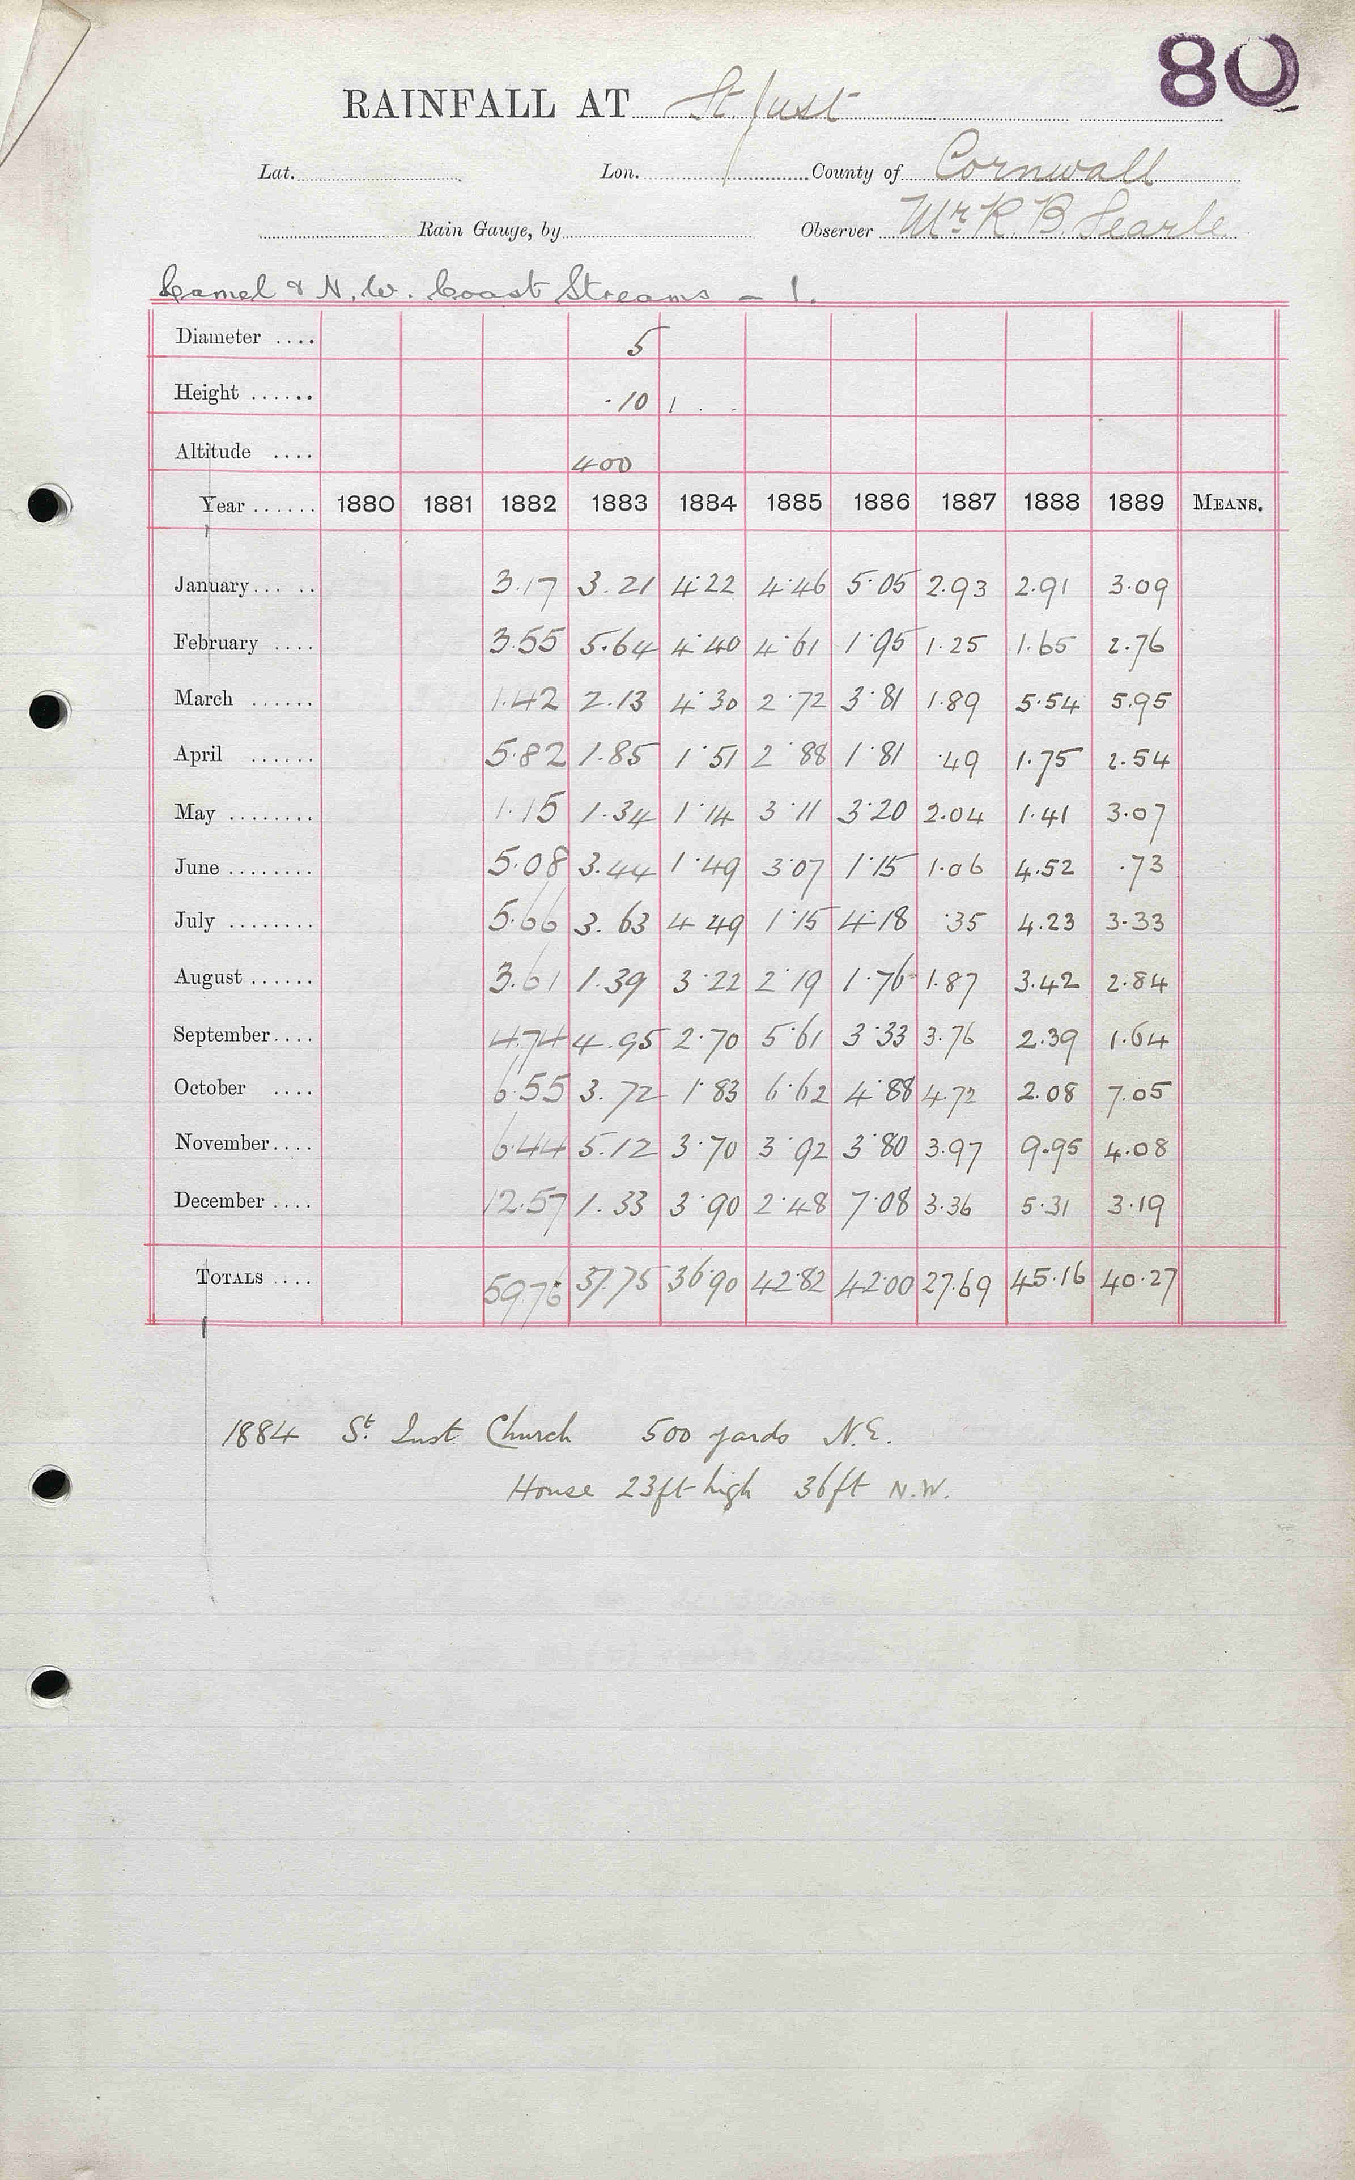 80
RAINFALL AT St Just
Lat. Lon. County of Cornwall
Rain Gauge, by Observer Mr R. B. Searle
Camel & N. W. Coast Streams - 1.
Diameter .... 5
Height ...... ·10 1
Altitude .... 400
Year ...... 1880 1881 1882 1883 1884 1885 1886 1887 1888 1889 MEANS.
January ... .. 3.17 3.21 4.22 4.46 5.05 2.93 2.91 3.09
February .... 3.55 5.64 4.40 4.61 1.95 1.25 1.65 2.76
March ...... 1.42 2.13 4.30 2.72 3.81 1.89 5.54 5.95
April ...... 5.82 1.85 1.51 2.88 1.81 .49 1.75 2.54
May ........ 1.15 1.34 1.14 3.11 3.20 2.04 1.41 3.07
June ........ 5.08 3.44 1.49 3.07 1.15 1.06 4.52 .73
July ........ 5.66 3.63 4.49 1.15 4.18 .35 4.23 3.33
August ...... 3.61 1.39 3.22 2.19 1.76 1.87 3.42 2.84
September .... 4.74 4.95 2.70 5.61 3.33 3.76 2.39 1.64
October .... 6.55 3.72 1.83 6.62 4.88 4.72 2.08 7.05
November .... 6.44 5.12 3.70 3.92 3.80 3.97 9.95 4.08
December .... 12.57 1.33 3.90 2.48 7.08 3.36 5.31 3.19
TOTALS .... 59.76 37.75 36.90 42.82 42.00 27.69 45.16 40.27
1884 St. Just Church 500 yards N.E.
House 23ft high 36ft N.W.